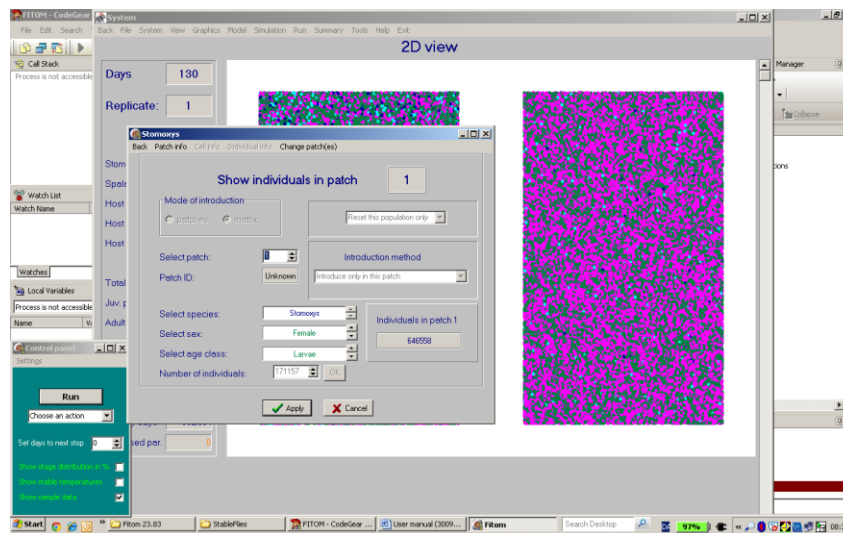 FITOM - CodeGear
System
File Edit Search
Back File System View Graphics Model Simulation Run Summary Tools Help Exit
2D view
Call Stack
Process is not accessible
Days 130
Manager
Replicate: 1
Collapse
Stomoxys
Back Patch info Cell info Individual info Change patch(es)
Show individuals in patch 1
Mode of introduction
patches matrix
Reset this population only
Watch List
Watch Name
Host
Host
Host
Select patch:
Introduction method
Patch ID: Unknown
Introduce only in this patch
Watches
Total
Local Variables
Juv. p
Process is not accessible
Select species: Stomoxys
Individuals in patch 1
Name
Adult
Select sex: Female
646558
Control panel
Select age class: Larvae
Settings
Number of individuals: 171157 OK
Run
Apply Cancel
Choose an action
Set days to next stop 0
sed par. 0
Show stage distribution in %
Show stable temperatures
Show sample data
Start Fitom 23.83 StableFlies FITOM - CodeGear ... User manual (3009... Fitom Search Desktop 97%